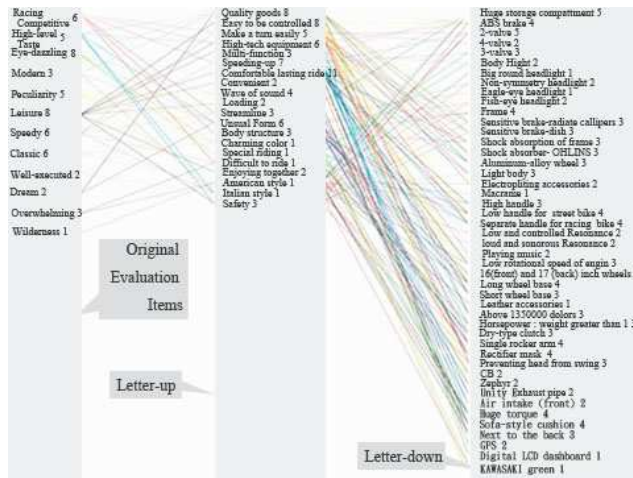 Racing
Competitive 6
High-level 5
Taste
Eye-dazzling 8
Modern 3
Peculiarity 5
Leisure 8
Speedy 6
Classic 6
Well-executed 2
Dream 2
Overwhelming 3
Wilderness 1
Original
Evaluation
Items
Quality goods 8
Easy to be controlled 8
Make a turn easily 5
High-tech equipment 6
Multi-function 3
Speeding-up 7
Comfortable lasting ride 11
Convenient 2
Wave of sound 4
Loading 2
Streamline 3
Unsual Form 6
Body structure 3
Charming color 1
Special riding 1
Difficult to ride 1
Enjoying together 2
American style 1
Italian style 1
Safety 3
Letter-up
Huge storage compattment 5
ABS brake 4
2-valve 5
4-valve 2
3-valve 3
Body Hight 2
Big round headlight 1
Non-symmetry headlight 2
Eagle-eye headlight 1
Fish-eye headlight 2
Frame 4
Sensitive brake-radiate callipers 3
Sensitive brake-dish 3
Shock absorption of frame 3
Shock absorber- OHLINS 3
Aluminum-alloy wheel 3
Light body 3
Electropliting accessories 2
Macrame 1
High handle 3
Low handle for street bike 4
Separate handle for racing bike 4
Low and controlled Resonance 2
loud and sonorous Resonance 2
Playing music 2
Low rotational speed of engin 3
16(front) and 17 (back) inch wheels
Long wheel base 4
Short wheel base 3
Leather accessories 1
Above 1350000 dolors 3
Horsepower : weight greater than 1 3
Dry-type clutch 3
Single rocker arm 4
Rectifier mask 4
Preventing head from swing 3
CB 2
Zephyr 2
Unity Exhaust pipe 2
Air intake (front) 2
Huge torque 4
Sofa-style cushion 4
Next to the back 3
GPS 2
Digital LCD dashboard 1
KAWASAKI green 1
Letter-down